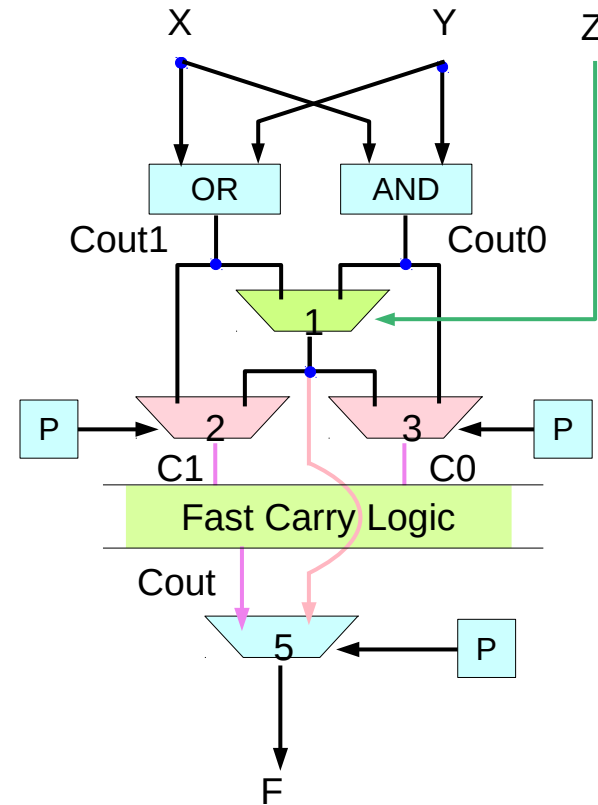 X Y Z
OR AND
Cout1 Cout0
1
P 2 3 P
C1 C0
Fast Carry Logic
Cout
5 P
F